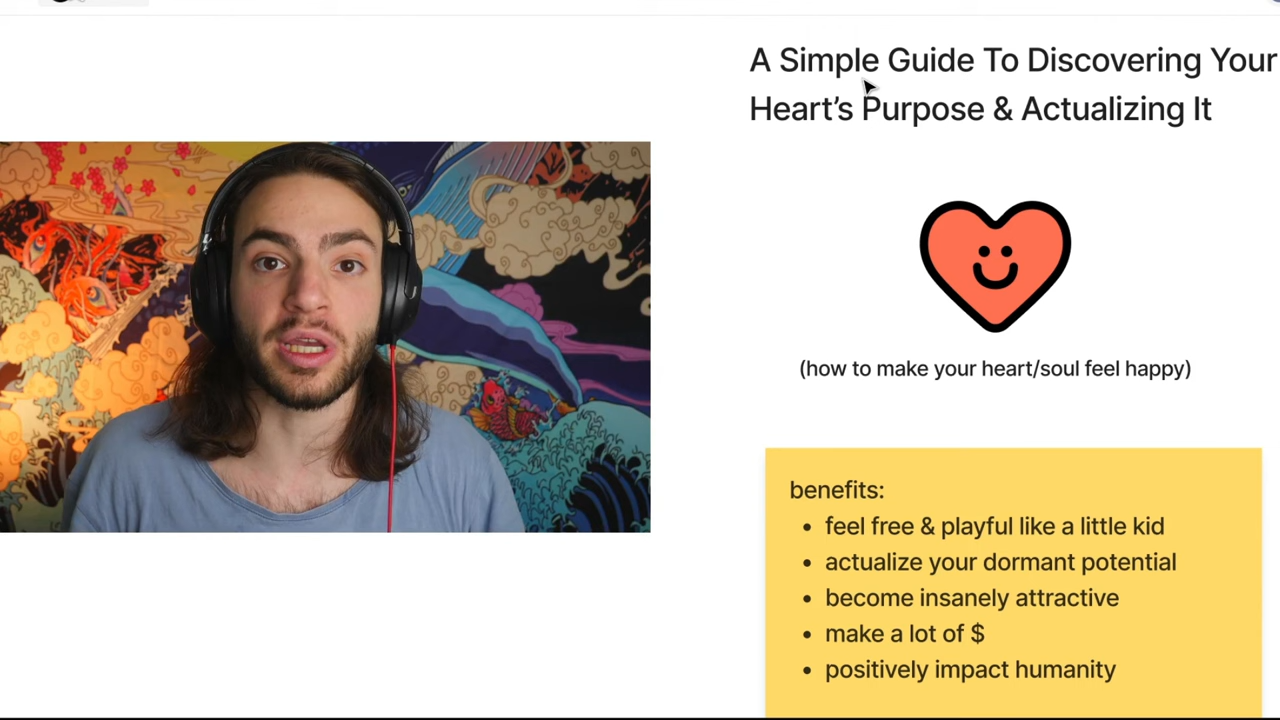 A Simple Guide To Discovering Your
Heart’s Purpose & Actualizing It
(how to make your heart/soul feel happy)
benefits:
• feel free & playful like a little kid
• actualize your dormant potential
• become insanely attractive
• make a lot of $
• positively impact humanity